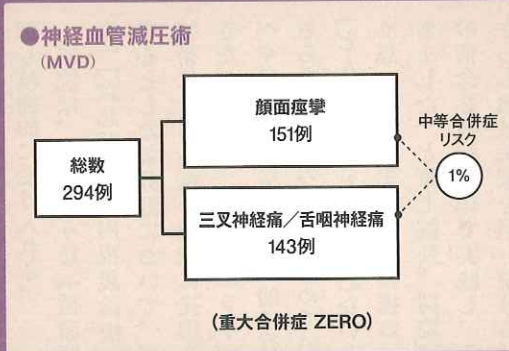 ●神経血管減圧術
(MVD)
総数
294例
顔面痙攣
151例
三叉神経痛／舌咽神経痛
143例
中等合併症
リスク
1%
(重大合併症 ZERO)